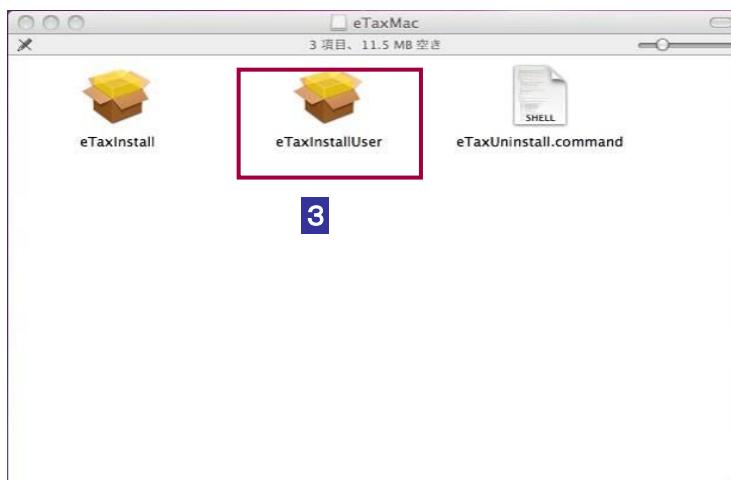 eTaxMac
3 項目、11.5 MB 空き
eTaxInstall
eTaxInstallUser
SHELL
eTaxUninstall.command
3